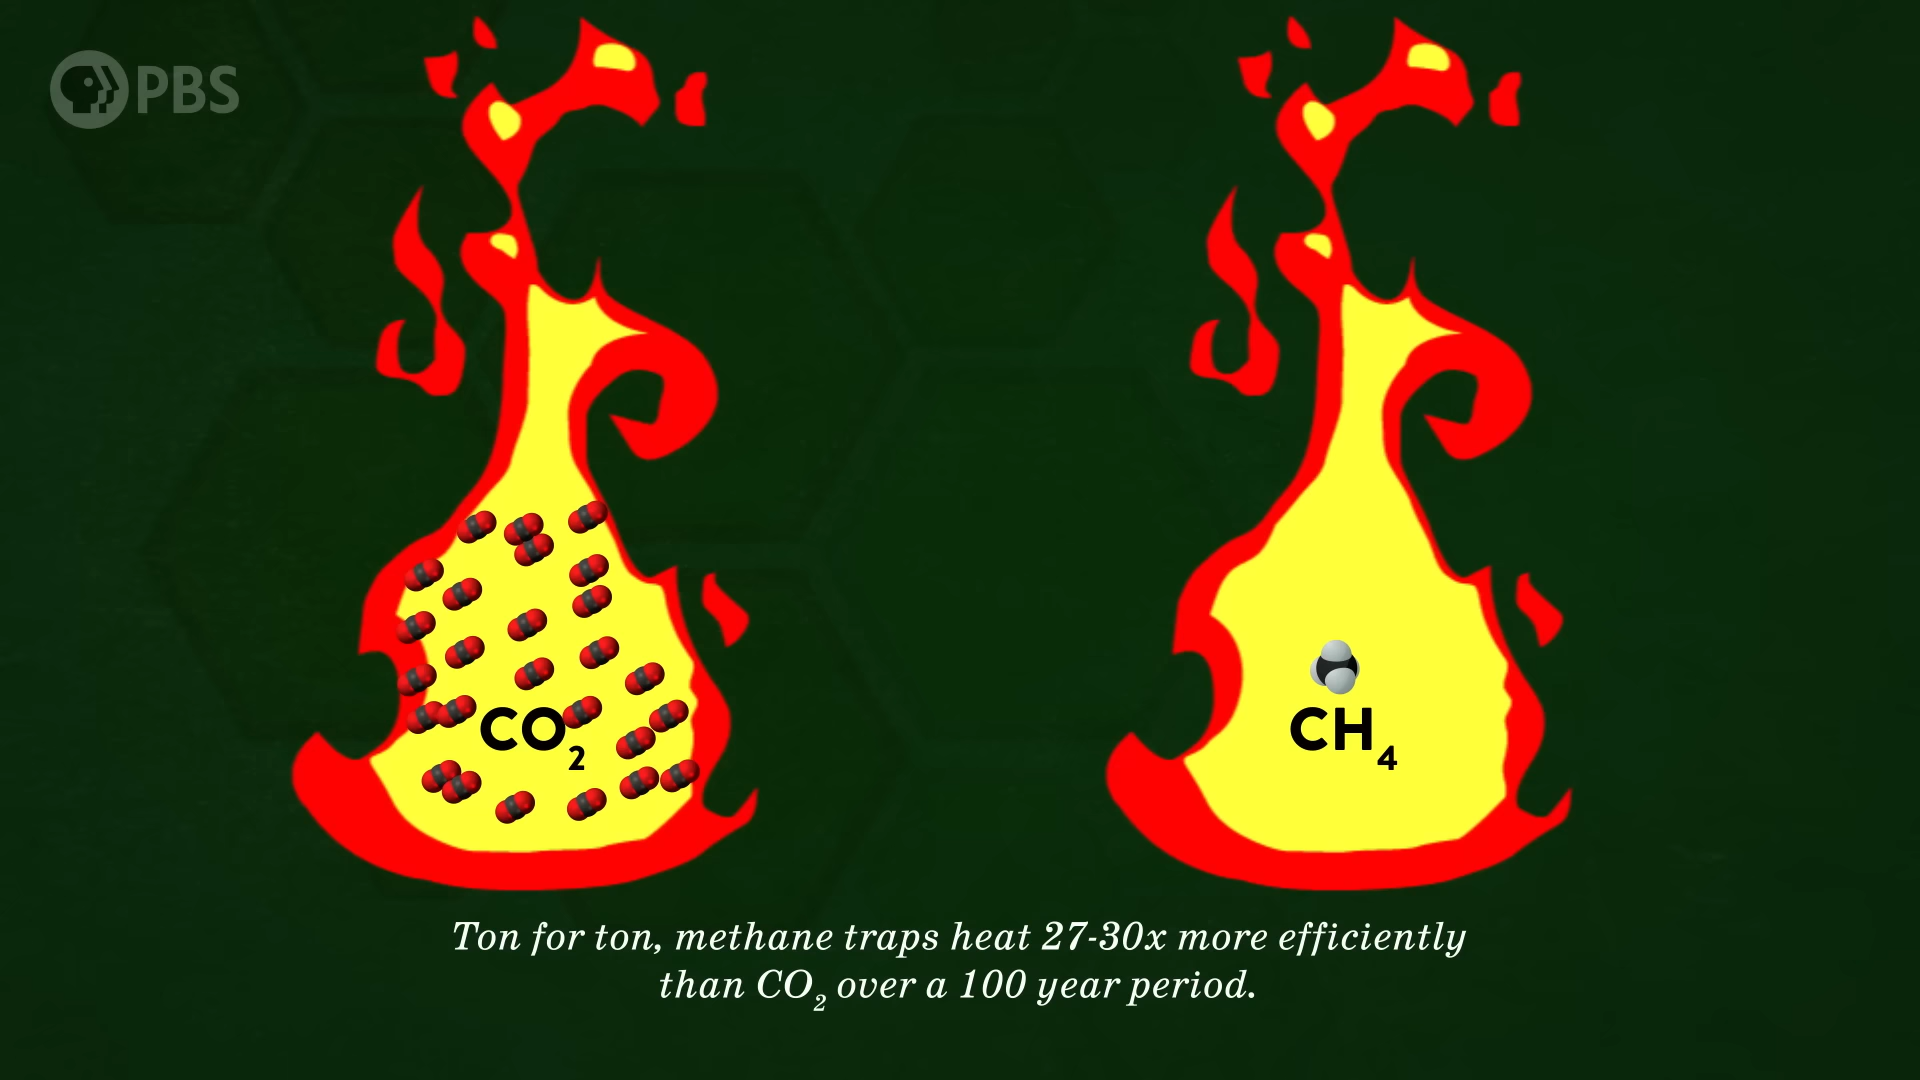 PBS
CO₂
CH₄
Ton for ton, methane traps heat 27-30x more efficiently
than CO₂ over a 100 year period.